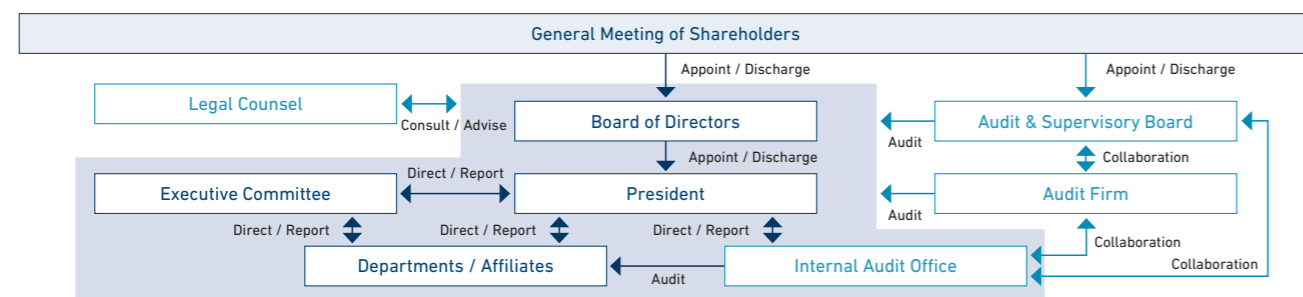 General Meeting of Shareholders
Appoint / Discharge
Appoint / Discharge
Legal Counsel
Consult / Advise
Board of Directors
Audit
Audit & Supervisory Board
Appoint / Discharge
Collaboration
Direct / Report
Executive Committee
President
Audit
Audit Firm
Direct / Report
Direct / Report
Direct / Report
Collaboration
Collaboration
Departments / Affiliates
Audit
Internal Audit Office